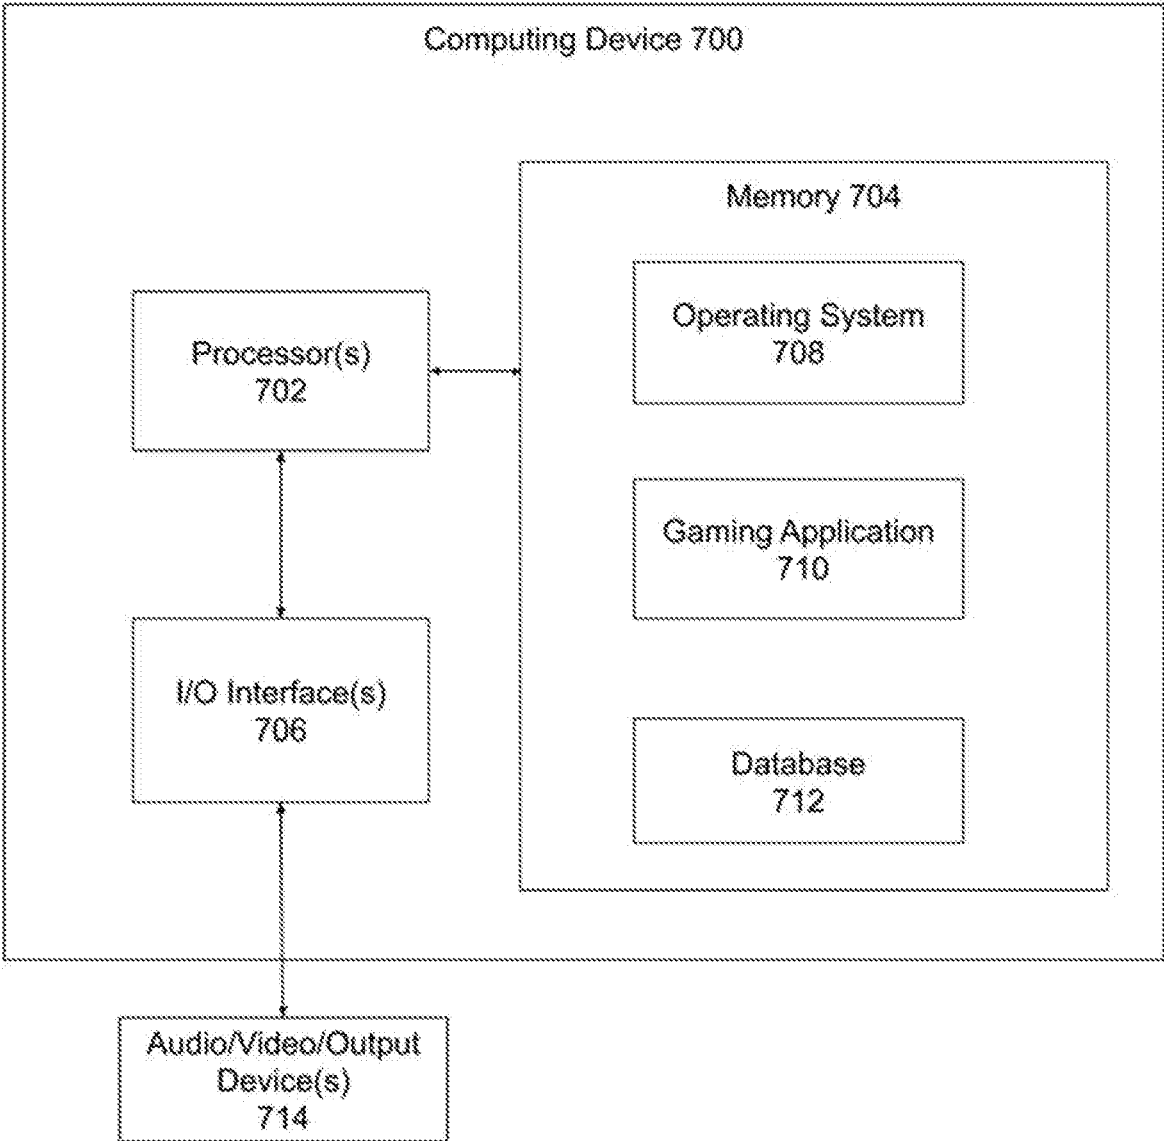 Computing Device 700
Memory 704
Operating System
708
Processor(s)
702
Gaming Application
710
I/O Interface(s)
706
Database
712
Audio/Video/Output
Device(s)
714